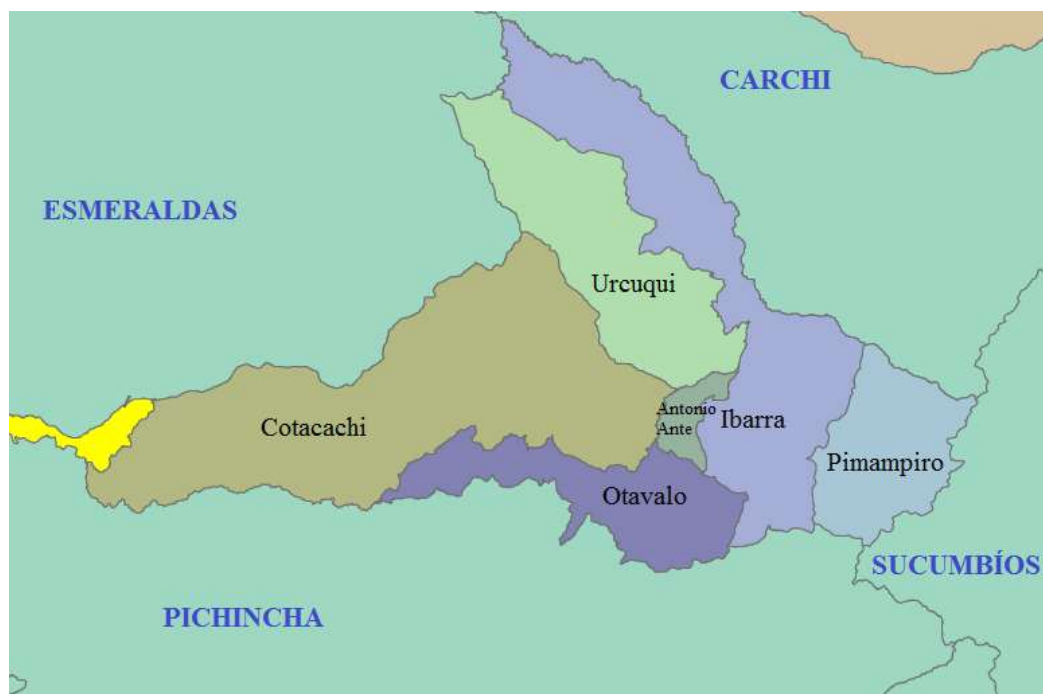 CARCHI
ESMERALDAS
Urcuqui
Antonio
Ante
Ibarra
Cotacachi
Pimampiro
Otavalo
SUCUMBÍOS
PICHINCHA